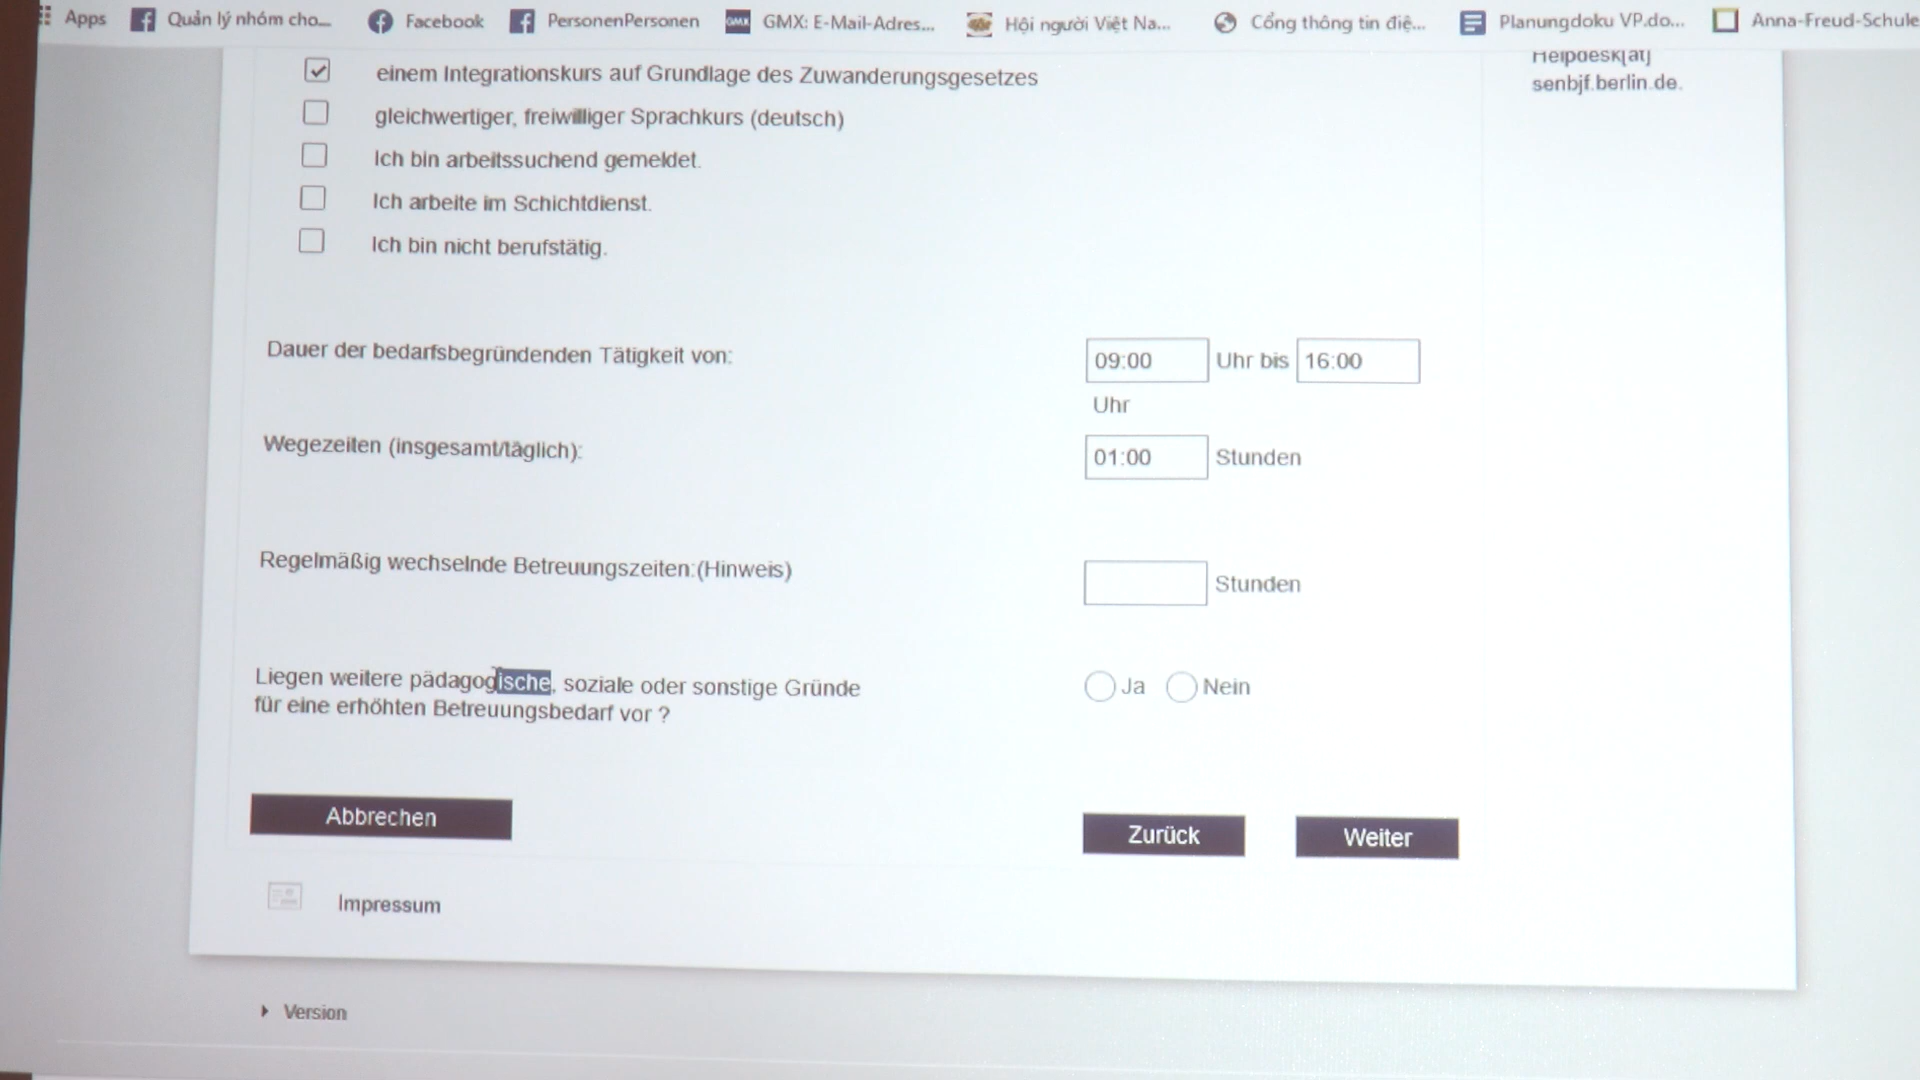 Apps Quản lý nhóm cho... Facebook PersonenPersonen GMX: E-Mail-Adres... Hội người Việt Na... Cổng thông tin điệ... Planungdoku VP.do... Anna-Freud-Schule
Helpdesk[at]
senbjf.berlin.de.
einem Integrationskurs auf Grundlage des Zuwanderungsgesetzes
gleichwertiger, freiwilliger Sprachkurs (deutsch)
Ich bin arbeitssuchend gemeldet.
Ich arbeite im Schichtdienst.
Ich bin nicht berufstätig.
Dauer der bedarfsbegründenden Tätigkeit von: 09:00 Uhr bis 16:00
Uhr
Wegezeiten (insgesamt/täglich): 01:00 Stunden
Regelmäßig wechselnde Betreuungszeiten:(Hinweis) Stunden
Liegen weitere pädagogische, soziale oder sonstige Gründe Ja Nein
für eine erhöhten Betreuungsbedarf vor ?
Abbrechen Zurück Weiter
Impressum
Version